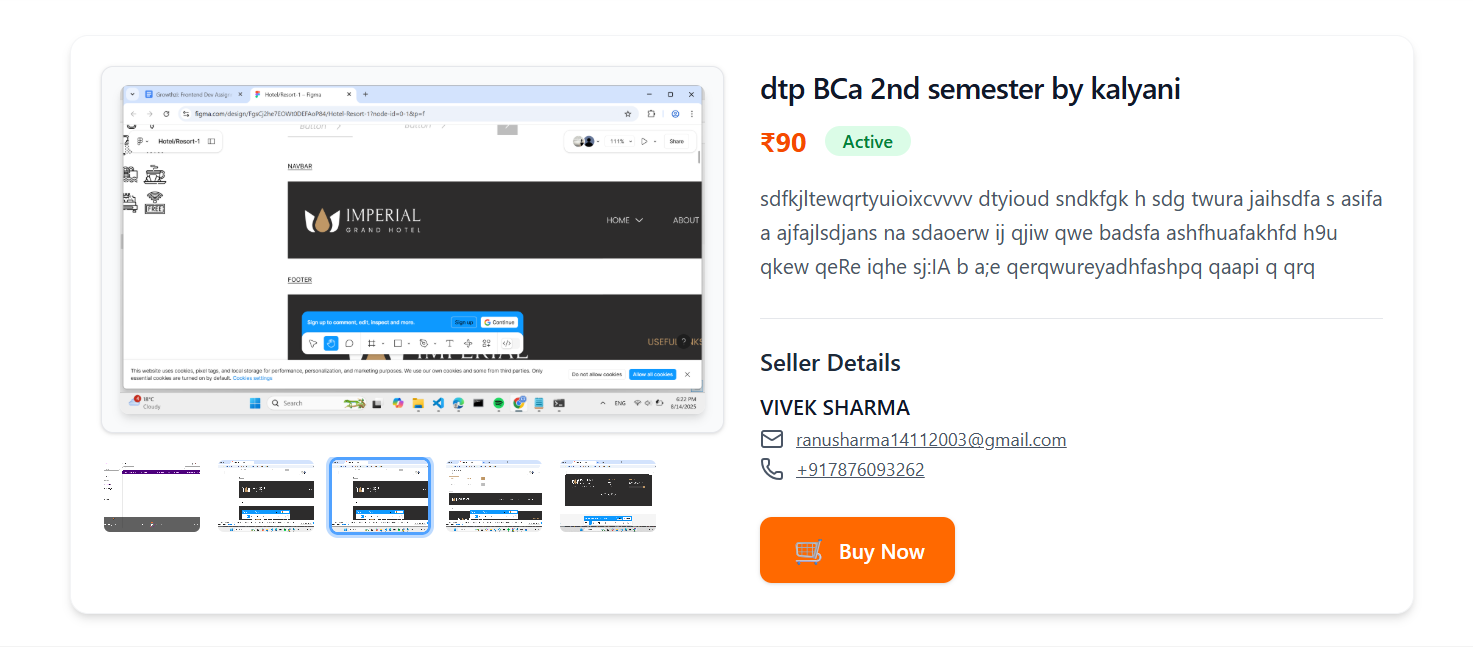 Growthzi: Frontend Dev Assign
Hotel/Resort-1 – Figma
figma.com/design/FgsCj2he7EOWt0DEFAoP84/Hotel-Resort-1?node-id=0-1&p=f
Button
Button
Hotel/Resort-1
111%
Share
NAVBAR
FREE
IMPERIAL
GRAND HOTEL
HOME
ABOUT
FOOTER
Sign up to comment, edit, inspect and more.
Sign up
Continue
IMPERIAL
USEFUL
?
This website uses cookies, pixel tags, and local storage for performance, personalization, and marketing purposes. We use our own cookies and some from third parties. Only
essential cookies are turned on by default. Cookies settings
Do not allow cookies
Allow all cookies
18°C
Cloudy
Search
ENG
6:22 PM
8/14/2025
dtp BCa 2nd semester by kalyani
₹90
Active
sdfkjltewqrtyuioixcvvvv dtyioud sndkfgk h sdg twura jaihsdfa s asifa
a ajfajlsdjans na sdaoerw ij qjiw qwe badsfa ashfhuafakhfd h9u
qkew qeRe iqhe sj:IA b a;e qerqwureyadhfashpq qaapi q qrq
Seller Details
VIVEK SHARMA
ranusharma14112003@gmail.com
+917876093262
Buy Now